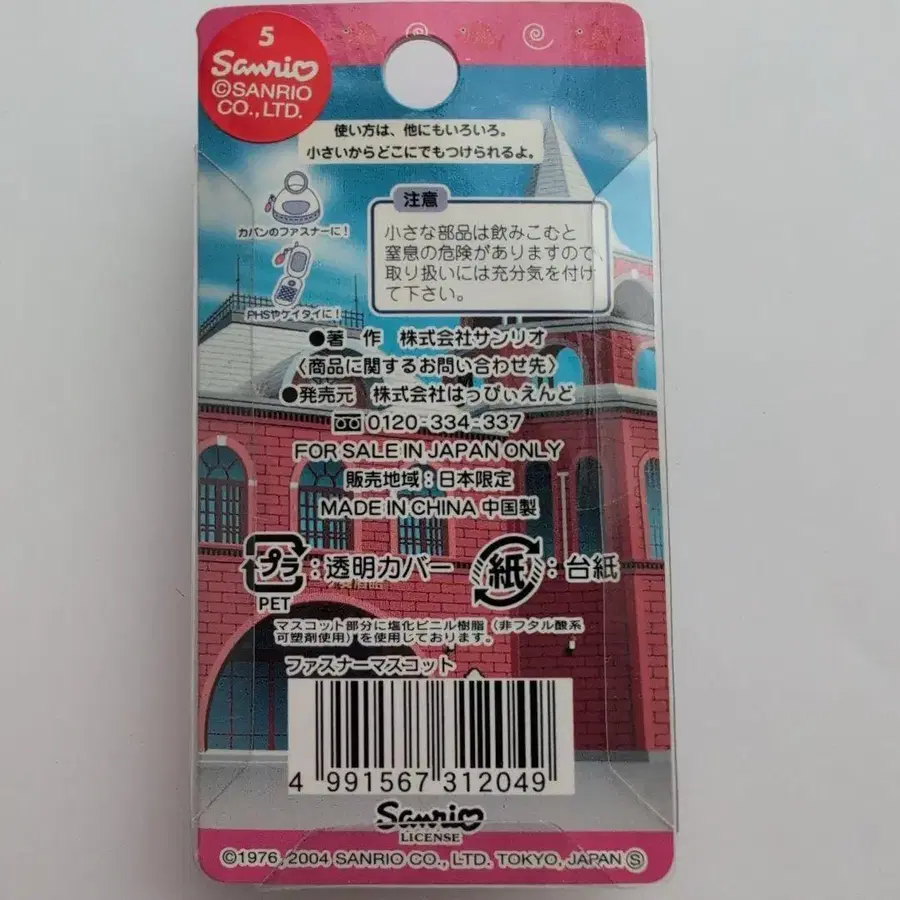 5
Sanrio
©SANRIO
CO., LTD.
使い方は、他にもいろいろ。
小さいからどこにでもつけられるよ。
カバンのファスナーに!
PHSやケイタイに!
注意
小さな部品は飲みこむと
窒息の危険がありますので、
取り扱いには充分気を付け
て下さい。
●著 作 株式会社サンリオ
〈商品に関するお問い合わせ先〉
●発売元 株式会社はっぴぃえんど
0120-334-337
FOR SALE IN JAPAN ONLY
販売地域:日本限定
MADE IN CHINA 中国製
プラ:透明カバー 紙:台紙
PET
マスコット部分に塩化ビニル樹脂(非フタル酸系
可塑剤使用)を使用しております。
ファスナーマスコット
4 991567 312049
Sanrio
LICENSE
©1976, 2004 SANRIO CO., LTD. TOKYO, JAPAN Ⓢ